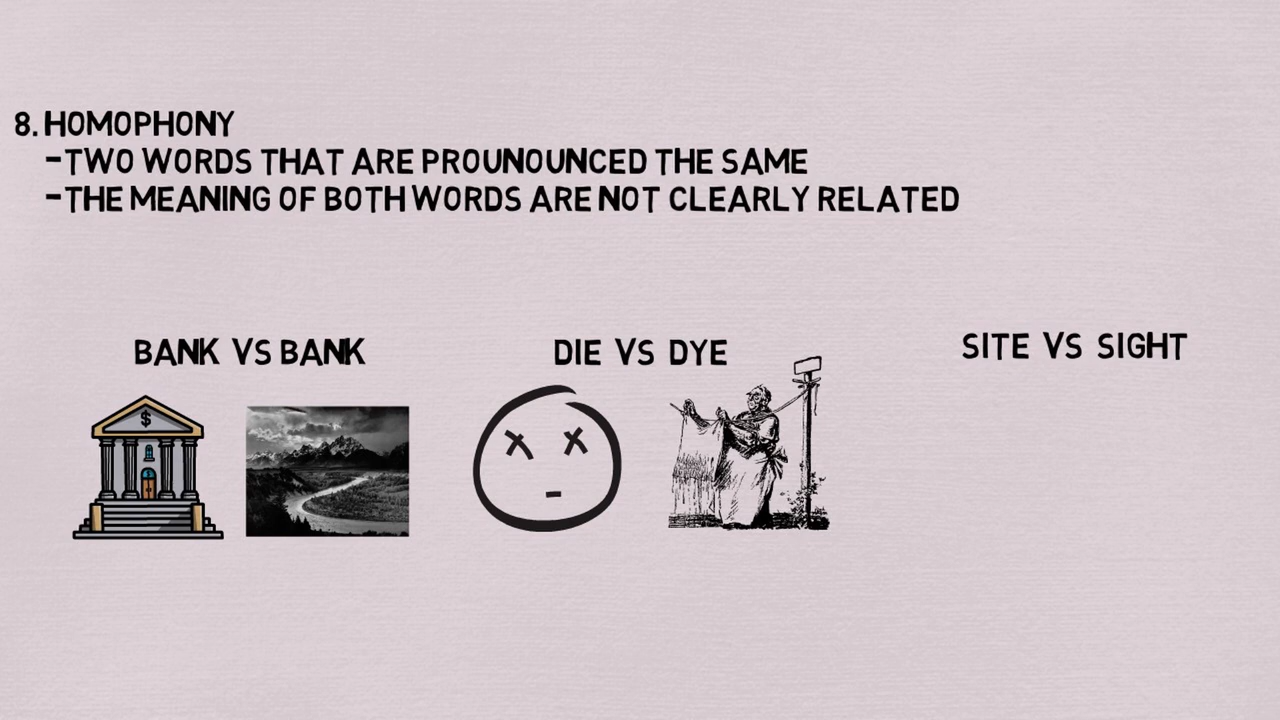 8. HOMOPHONY
-TWO WORDS THAT ARE PROUNOUNCED THE SAME
-THE MEANING OF BOTH WORDS ARE NOT CLEARLY RELATED
BANK VS BANK
DIE VS DYE
SITE VS SIGHT
$